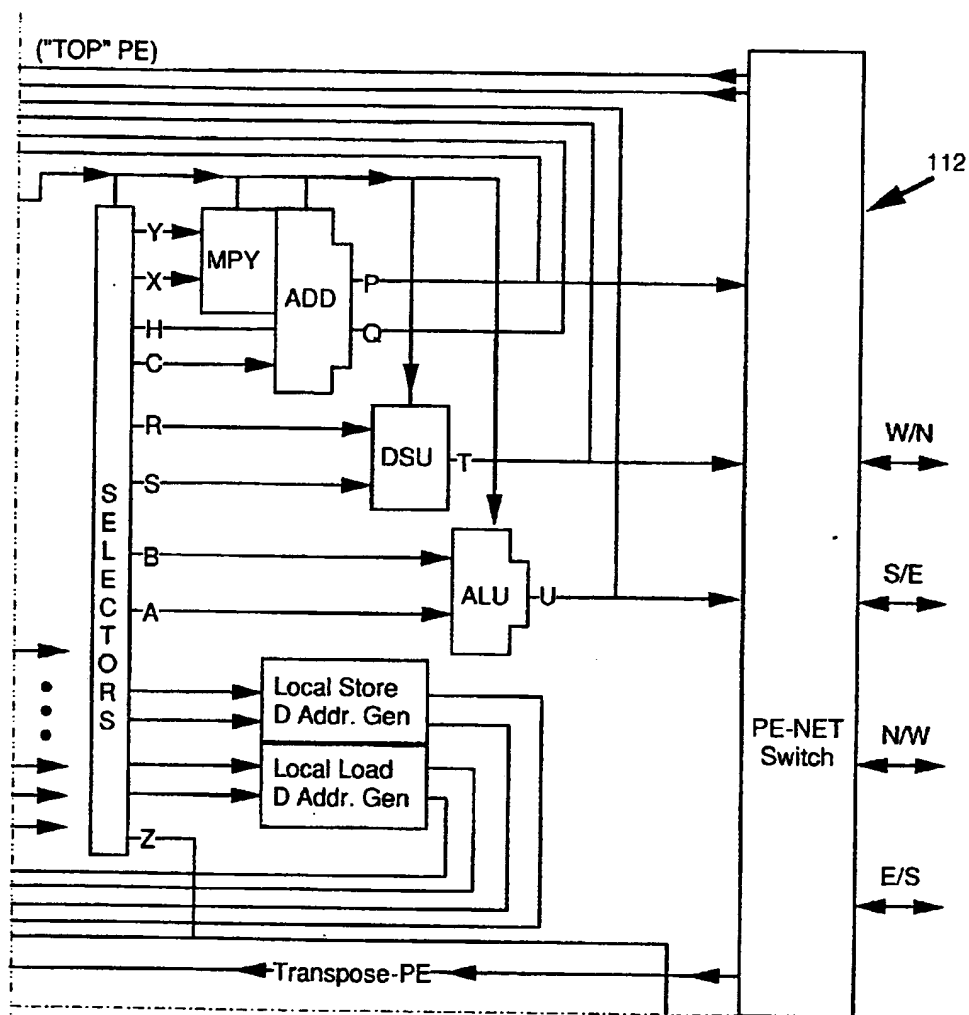 ("TOP" PE)
112
Y
MPY
X
ADD
P
H
Q
C
R
DSU
T
S
W/N
B
ALU
U
S/E
A
SELECTORS
Local Store
D Addr. Gen
Local Load
D Addr. Gen
PE-NET
Switch
N/W
Z
E/S
Transpose-PE